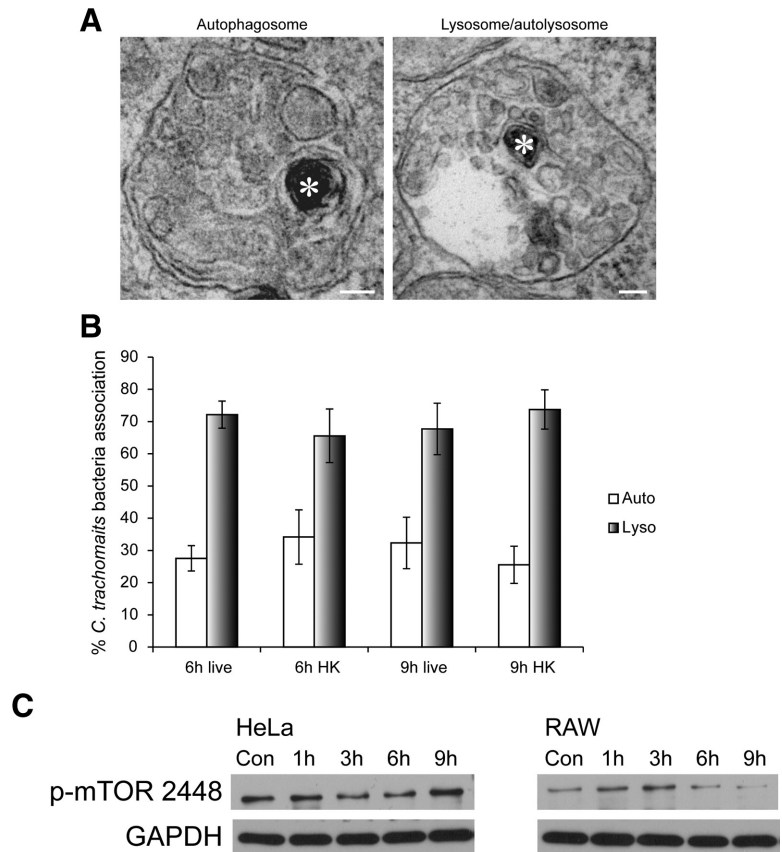 A
Autophagosome
Lysosome/autolysosome
*
*
B
% C. trachomaits bacteria association
90
80
70
60
50
40
30
20
10
0
6h live
6h HK
9h live
9h HK
Auto
Lyso
C
HeLa
RAW
Con 1h 3h 6h 9h
Con 1h 3h 6h 9h
p-mTOR 2448
GAPDH